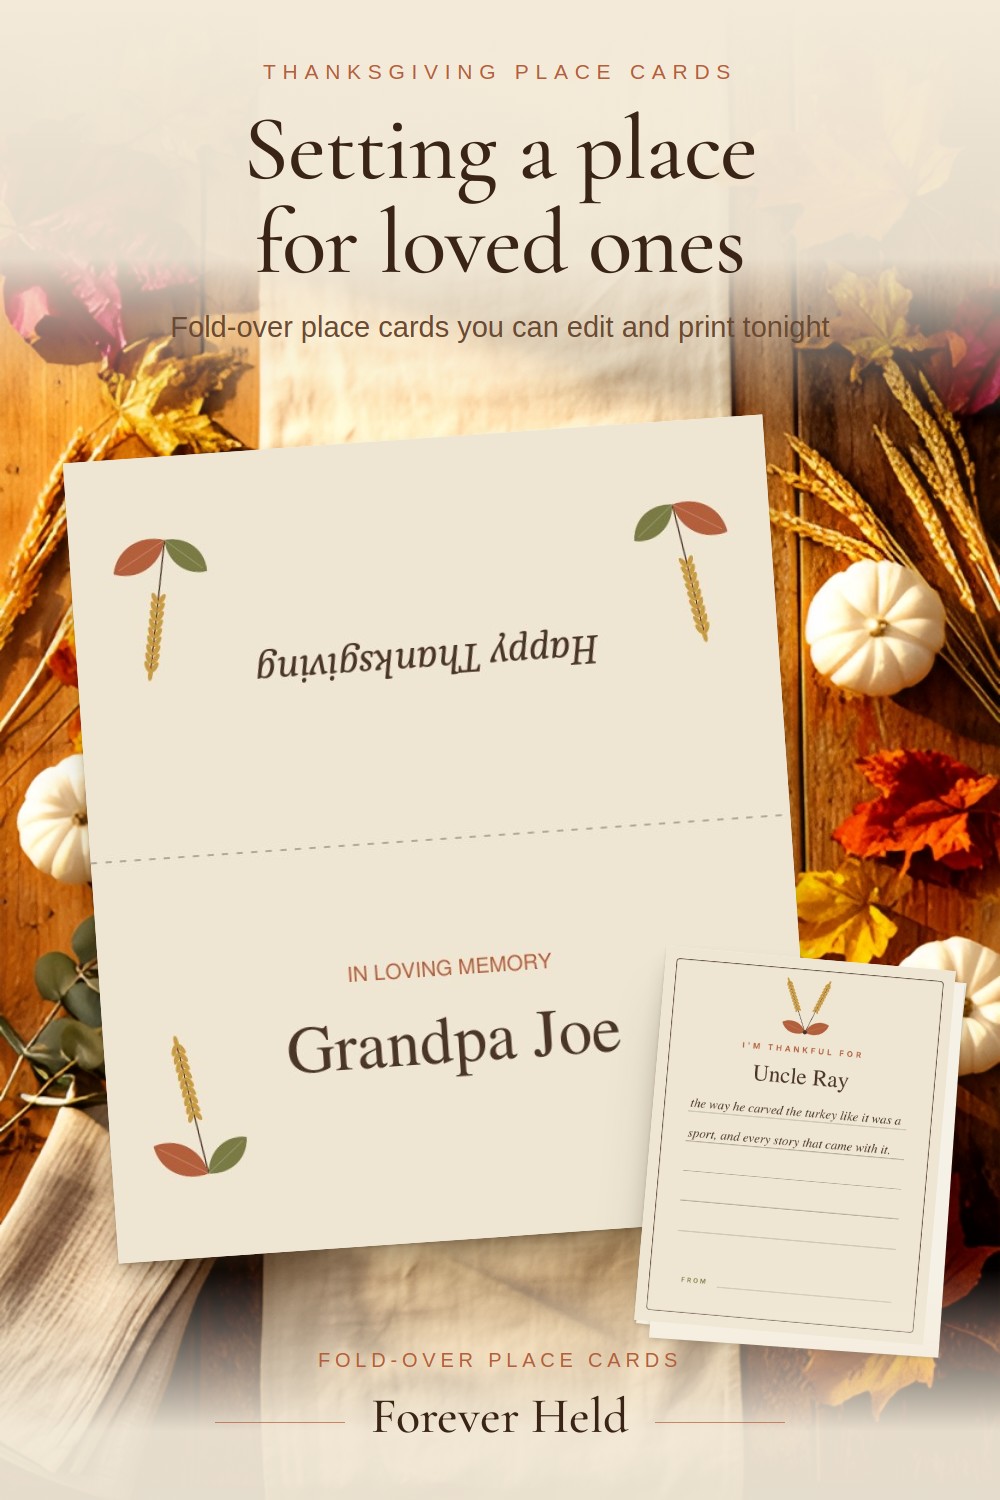 THANKSGIVING PLACE CARDS
Setting a place
for loved ones
Fold-over place cards you can edit and print tonight
Happy Thanksgiving
IN LOVING MEMORY
Grandpa Joe
I'M THANKFUL FOR
Uncle Ray
the way he carved the turkey like it was a
sport, and every story that came with it.
FROM
FOLD-OVER PLACE CARDS
Forever Held